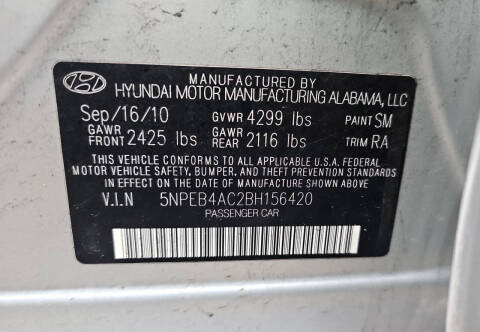 MANUFACTURED BY
HYUNDAI MOTOR MANUFACTURING ALABAMA, LLC
Sep/16/10 GVWR 4299 lbs PAINT SM
GAWR FRONT 2425 lbs GAWR REAR 2116 lbs TRIM RA
THIS VEHICLE CONFORMS TO ALL APPLICABLE U.S.A. FEDERAL
MOTOR VEHICLE SAFETY, BUMPER, AND THEFT PREVENTION STANDARDS
IN EFFECT ON THE DATE OF MANUFACTURE SHOWN ABOVE.
V.I.N 5NPEB4AC2BH156420
PASSENGER CAR